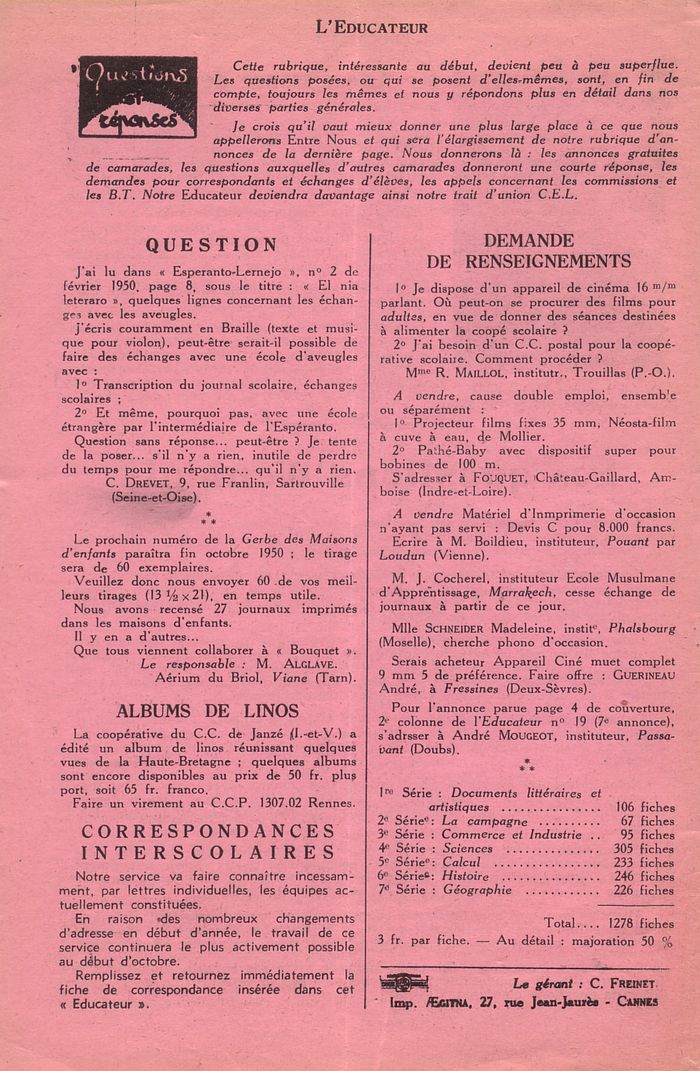 L'EDUCATEUR
Questions
et
réponses
Cette rubrique, intéressante au début, devient peu à peu superflue.
Les questions posées, ou qui se posent d'elles-mêmes, sont, en fin de
compte, toujours les mêmes et nous y répondons plus en détail dans nos
diverses parties générales.
Je crois qu'il vaut mieux donner une plus large place à ce que nous
appellerons Entre Nous et qui sera l'élargissement de notre rubrique d'an-
nonces de la dernière page. Nous donnerons là : les annonces gratuites
de camarades, les questions auxquelles d'autres camarades donneront une courte réponse, les
demandes pour correspondants et échanges d'élèves, les appels concernant les commissions et
les B.T. Notre Educateur deviendra davantage ainsi notre trait d'union C.E.L.
QUESTION
J'ai lu dans « Esperanto-Lernejo », n° 2 de
février 1950, page 8, sous le titre : « El nia
leteraro », quelques lignes concernant les échan-
ges avec les aveugles.
J'écris couramment en Braille (texte et musi-
que pour violon), peut-être serait-il possible de
faire des échanges avec une école d'aveugles
avec :
1° Transcription du journal scolaire, échanges
scolaires ;
2° Et même, pourquoi pas, avec une école
étrangère par l'intermédaire de l'Espéranto.
Question sans réponse... peut-être ? Je tente
de la poser... s'il n'y a rien, inutile de perdre
du temps pour me répondre... qu'il n'y a rien.
C. DREVET, 9, rue Franlin, Sartrouville
(Seine-et-Oise).
*
* *
Le prochain numéro de la Gerbe des Maisons
d'enfants paraîtra fin octobre 1950 ; le tirage
sera de 60 exemplaires.
Veuillez donc nous envoyer 60 de vos meil-
leurs tirages (13 ½ × 21), en temps utile.
Nous avons recensé 27 journaux imprimés
dans les maisons d'enfants.
Il y en a d'autres...
Que tous viennent collaborer à « Bouquet ».
Le responsable : M. ALGLAVE.
Aérium du Briol, Viane (Tarn).
ALBUMS DE LINOS
La coopérative du C.C. de Janzé (I.-et-V.) a
édité un album de linos réunissant quelques
vues de la Haute-Bretagne ; quelques albums
sont encore disponibles au prix de 50 fr. plus
port, soit 65 fr. franco.
Faire un virement au C.C.P. 1307.02 Rennes.
CORRESPONDANCES
INTERSCOLAIRES
Notre service va faire connaître incessam-
ment, par lettres individuelles, les équipes ac-
tuellement constituées.
En raison des nombreux changements
d'adresse en début d'année, le travail de ce
service continuera le plus activement possible
au début d'octobre.
Remplissez et retournez immédiatement la
fiche de correspondance insérée dans cet
« Educateur ».
DEMANDE
DE RENSEIGNEMENTS
1° Je dispose d'un appareil de cinéma 16 m/m
parlant. Où peut-on se procurer des films pour
adultes, en vue de donner des séances destinées
à alimenter la coopé scolaire ?
2° J'ai besoin d'un C.C. postal pour la coopé-
rative scolaire. Comment procéder ?
Mme R. MAILLOL, institutr., Trouillas (P.-O.).
A vendre, cause double emploi, ensemble
ou séparément :
1° Projecteur films fixes 35 mm, Néosta-film
à cuve à eau, de Mollier.
2° Pathé-Baby avec dispositif super pour
bobines de 100 m.
S'adresser à FOUQUET, Château-Gaillard, Am-
boise (Indre-et-Loire).
A vendre Matériel d'Inmprimerie d'occasion
n'ayant pas servi : Devis C pour 8.000 francs.
Ecrire à M. Boildieu, instituteur, Pouant par
Loudun (Vienne).
M. J. Cocherel, instituteur Ecole Musulmane
d'Apprentissage, Marrakech, cesse échange de
journaux à partir de ce jour.
Mlle SCHNEIDER Madeleine, instite, Phalsbourg
(Moselle), cherche phono d'occasion.
Serais acheteur Appareil Ciné muet complet
9 mm 5 de préférence. Faire offre : GUERINEAU
André, à Fressines (Deux-Sèvres).
Pour l'annonce parue page 4 de couverture,
2e colonne de l'Educateur n° 19 (7e annonce),
s'adrsser à André MOUGEOT, instituteur, Passa-
vant (Doubs).
*
* *
1re Série : Documents littéraires et
artistiques ............... 106 fiches
2e Série : La campagne .......... 67 fiches
3e Série : Commerce et Industrie .. 95 fiches
4e Série : Sciences ............... 305 fiches
5e Série : Calcul ................. 233 fiches
6e Série : Histoire ................ 246 fiches
7e Série : Géographie ............ 226 fiches
Total.... 1278 fiches
3 fr. par fiche. — Au détail : majoration 50 %
Le gérant : C. FREINET.
Imp. ÆGITNA, 27, rue Jean-Jaurès - CANNES